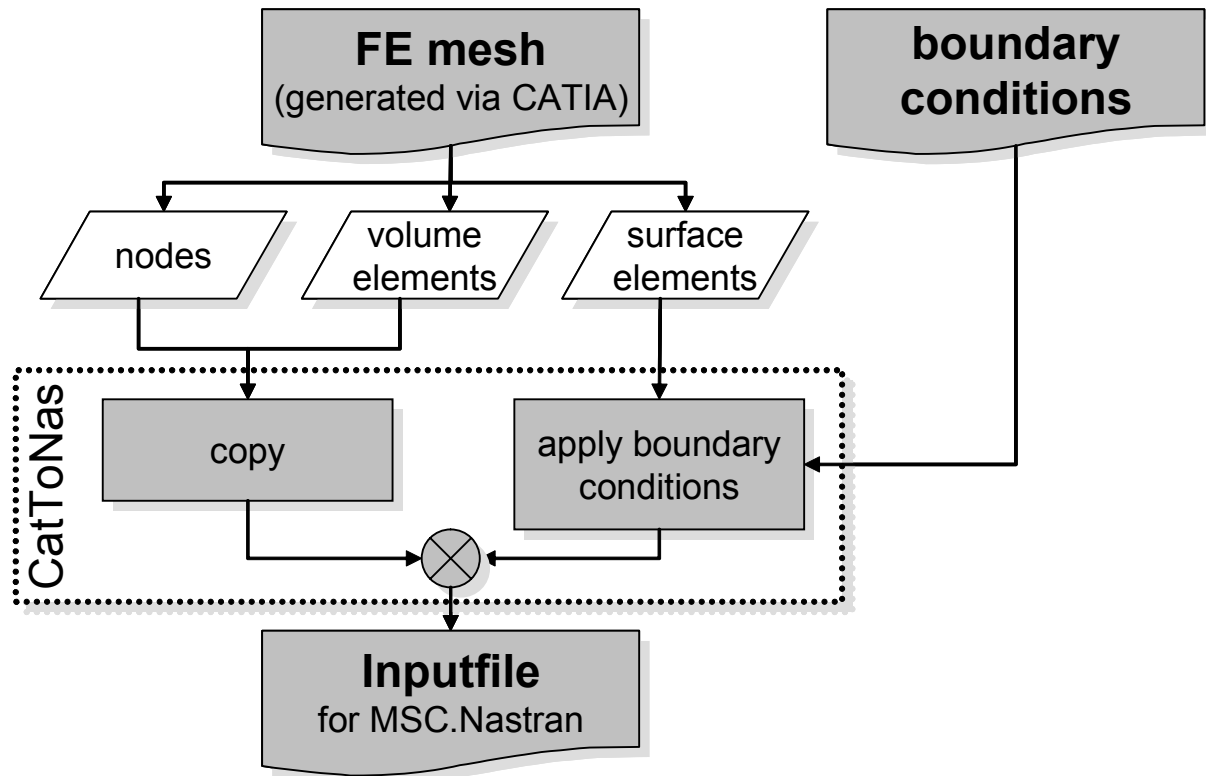 FE mesh
(generated via CATIA)
boundary
conditions
nodes
volume
elements
surface
elements
CatToNas
copy
apply boundary
conditions
Inputfile
for MSC.Nastran